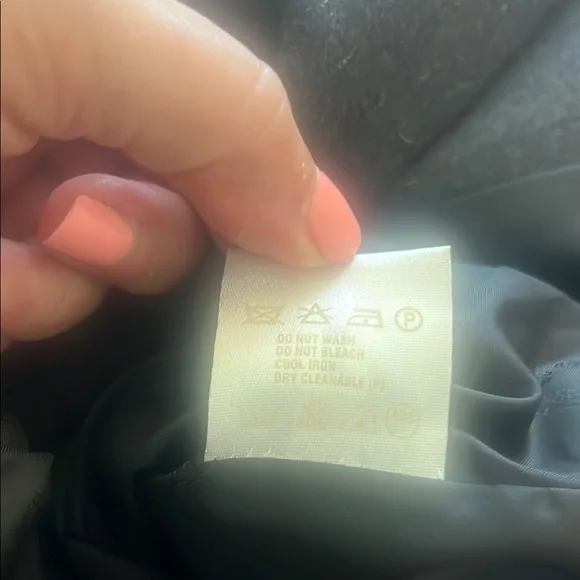 P
DO NOT WASH
DO NOT BLEACH
COOL IRON
DRY CLEANABLE (P)